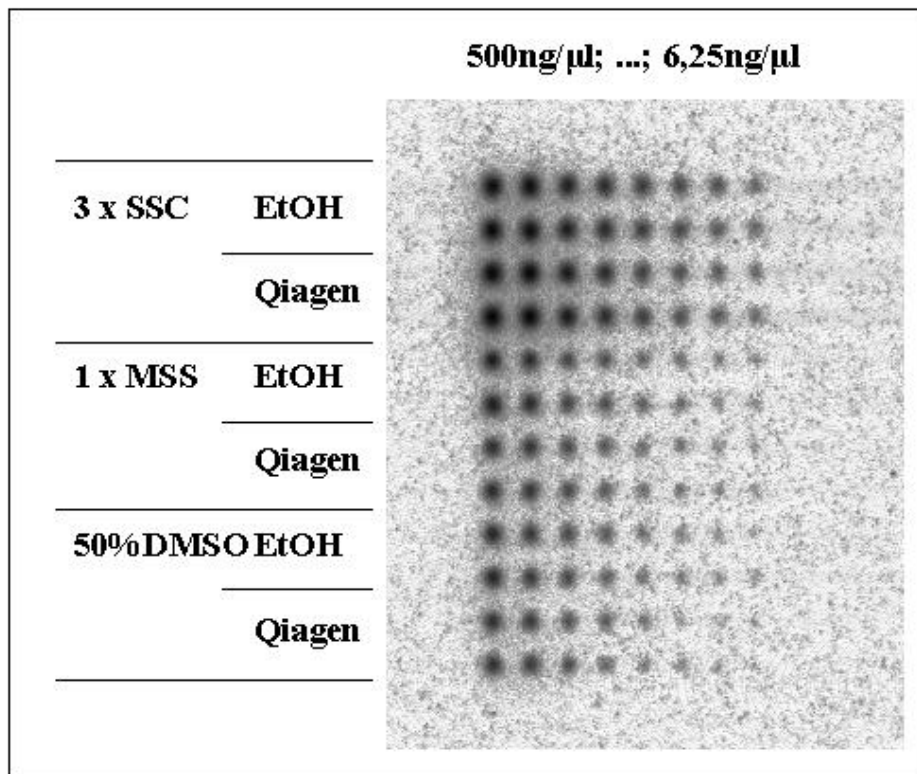 500ng/µl; ...; 6,25ng/µl
3 x SSC EtOH
Qiagen
1 x MSS EtOH
Qiagen
50%DMSO EtOH
Qiagen